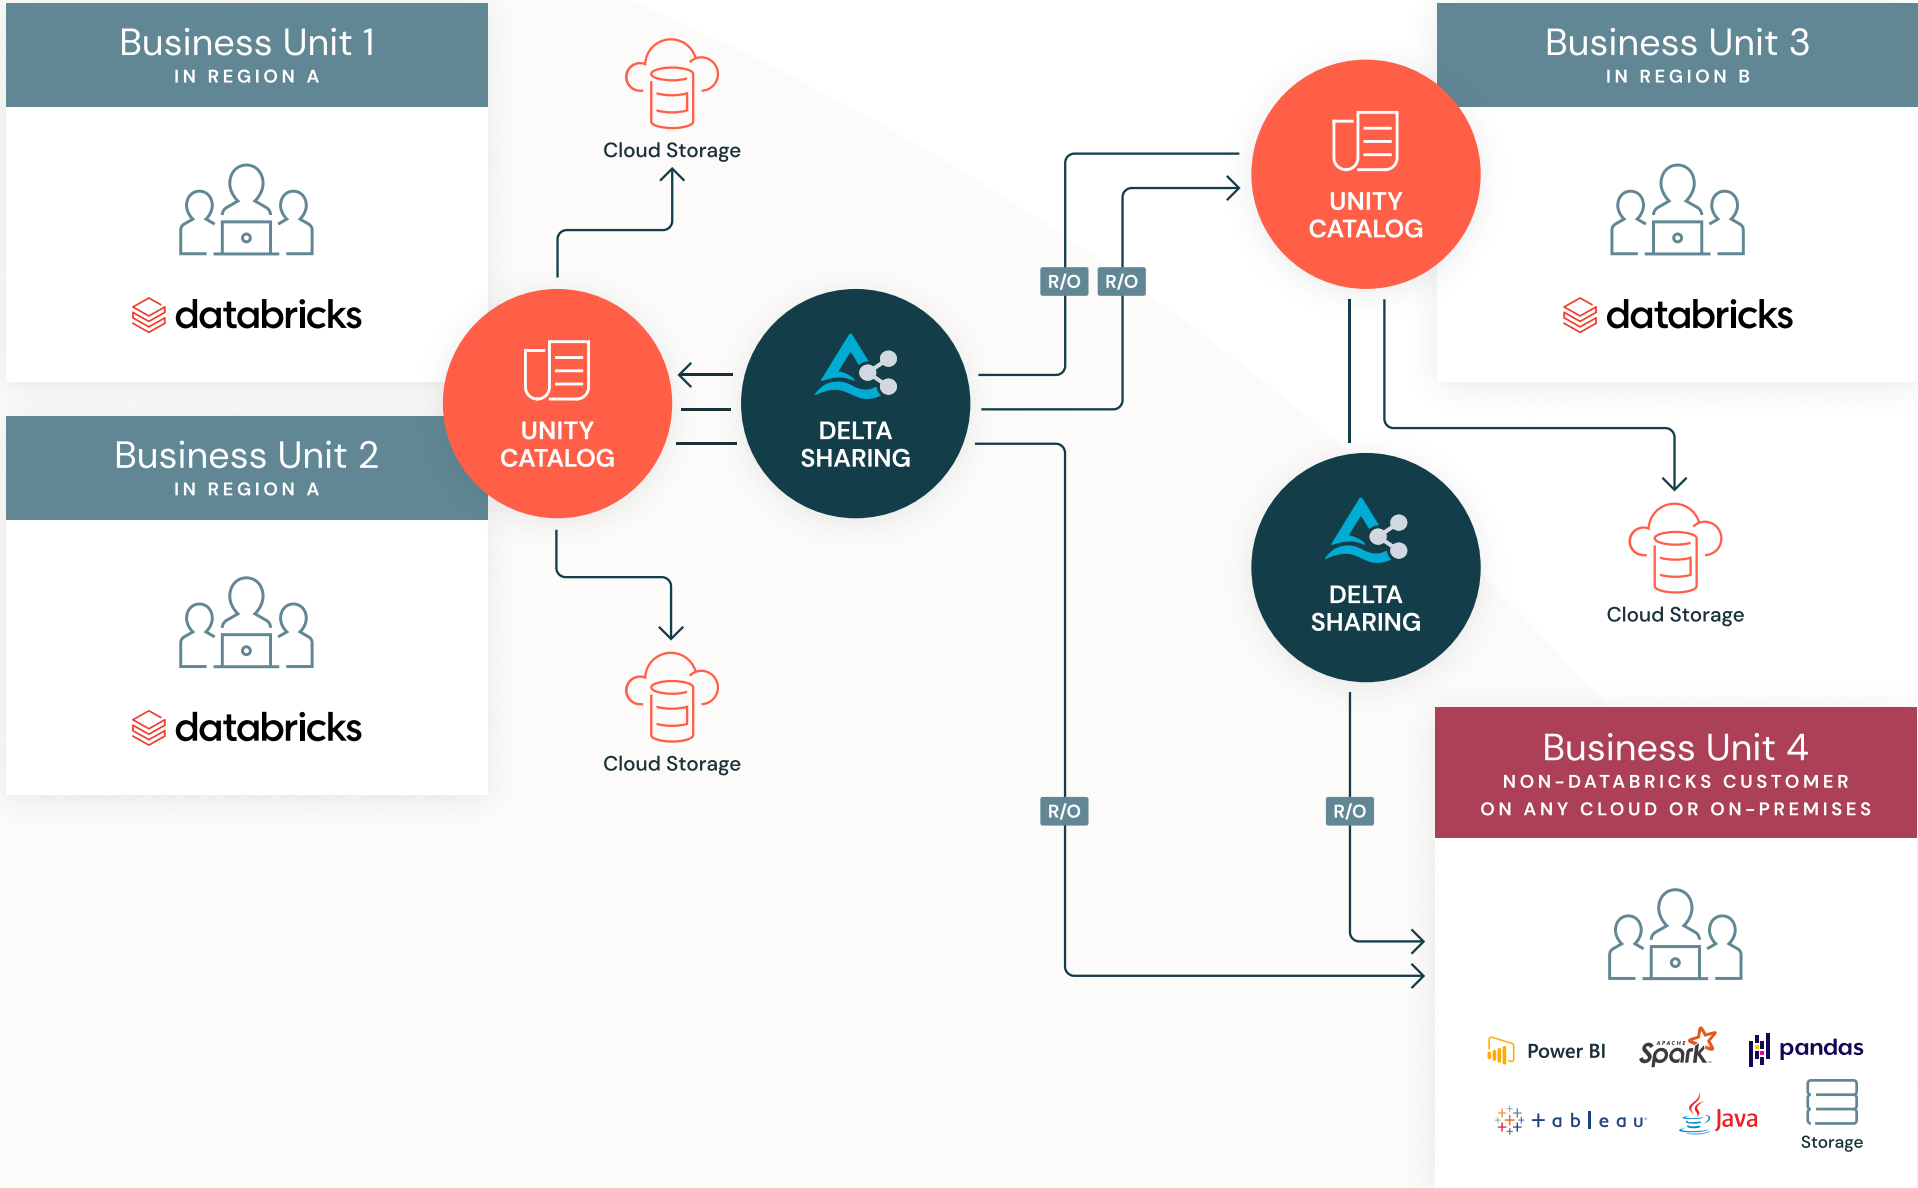 Business Unit 1
IN REGION A
databricks
Business Unit 2
IN REGION A
databricks
Cloud Storage
UNITY
CATALOG
DELTA
SHARING
Cloud Storage
R/O
R/O
R/O
R/O
Business Unit 3
IN REGION B
databricks
UNITY
CATALOG
DELTA
SHARING
Cloud Storage
Business Unit 4
NON-DATABRICKS CUSTOMER
ON ANY CLOUD OR ON-PREMISES
Power BI
APACHE
Spark
pandas
+ableau
Java
Storage